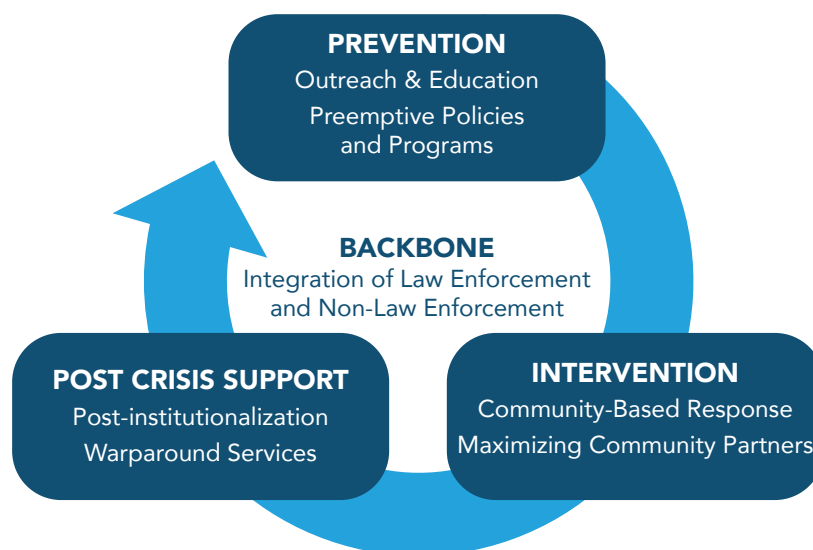 PREVENTION
Outreach & Education
Preemptive Policies
and Programs
BACKBONE
Integration of Law Enforcement
and Non-Law Enforcement
INTERVENTION
Community-Based Response
Maximizing Community Partners
POST CRISIS SUPPORT
Post-institutionalization
Warparound Services